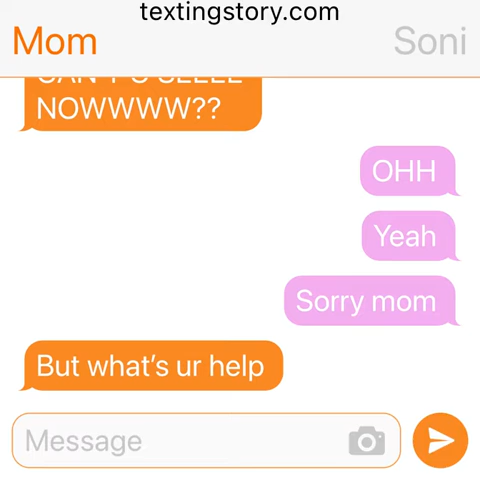 textingstory.com
Mom
Soni
NOWWWW??
OHH
Yeah
Sorry mom
But what's ur help
Message